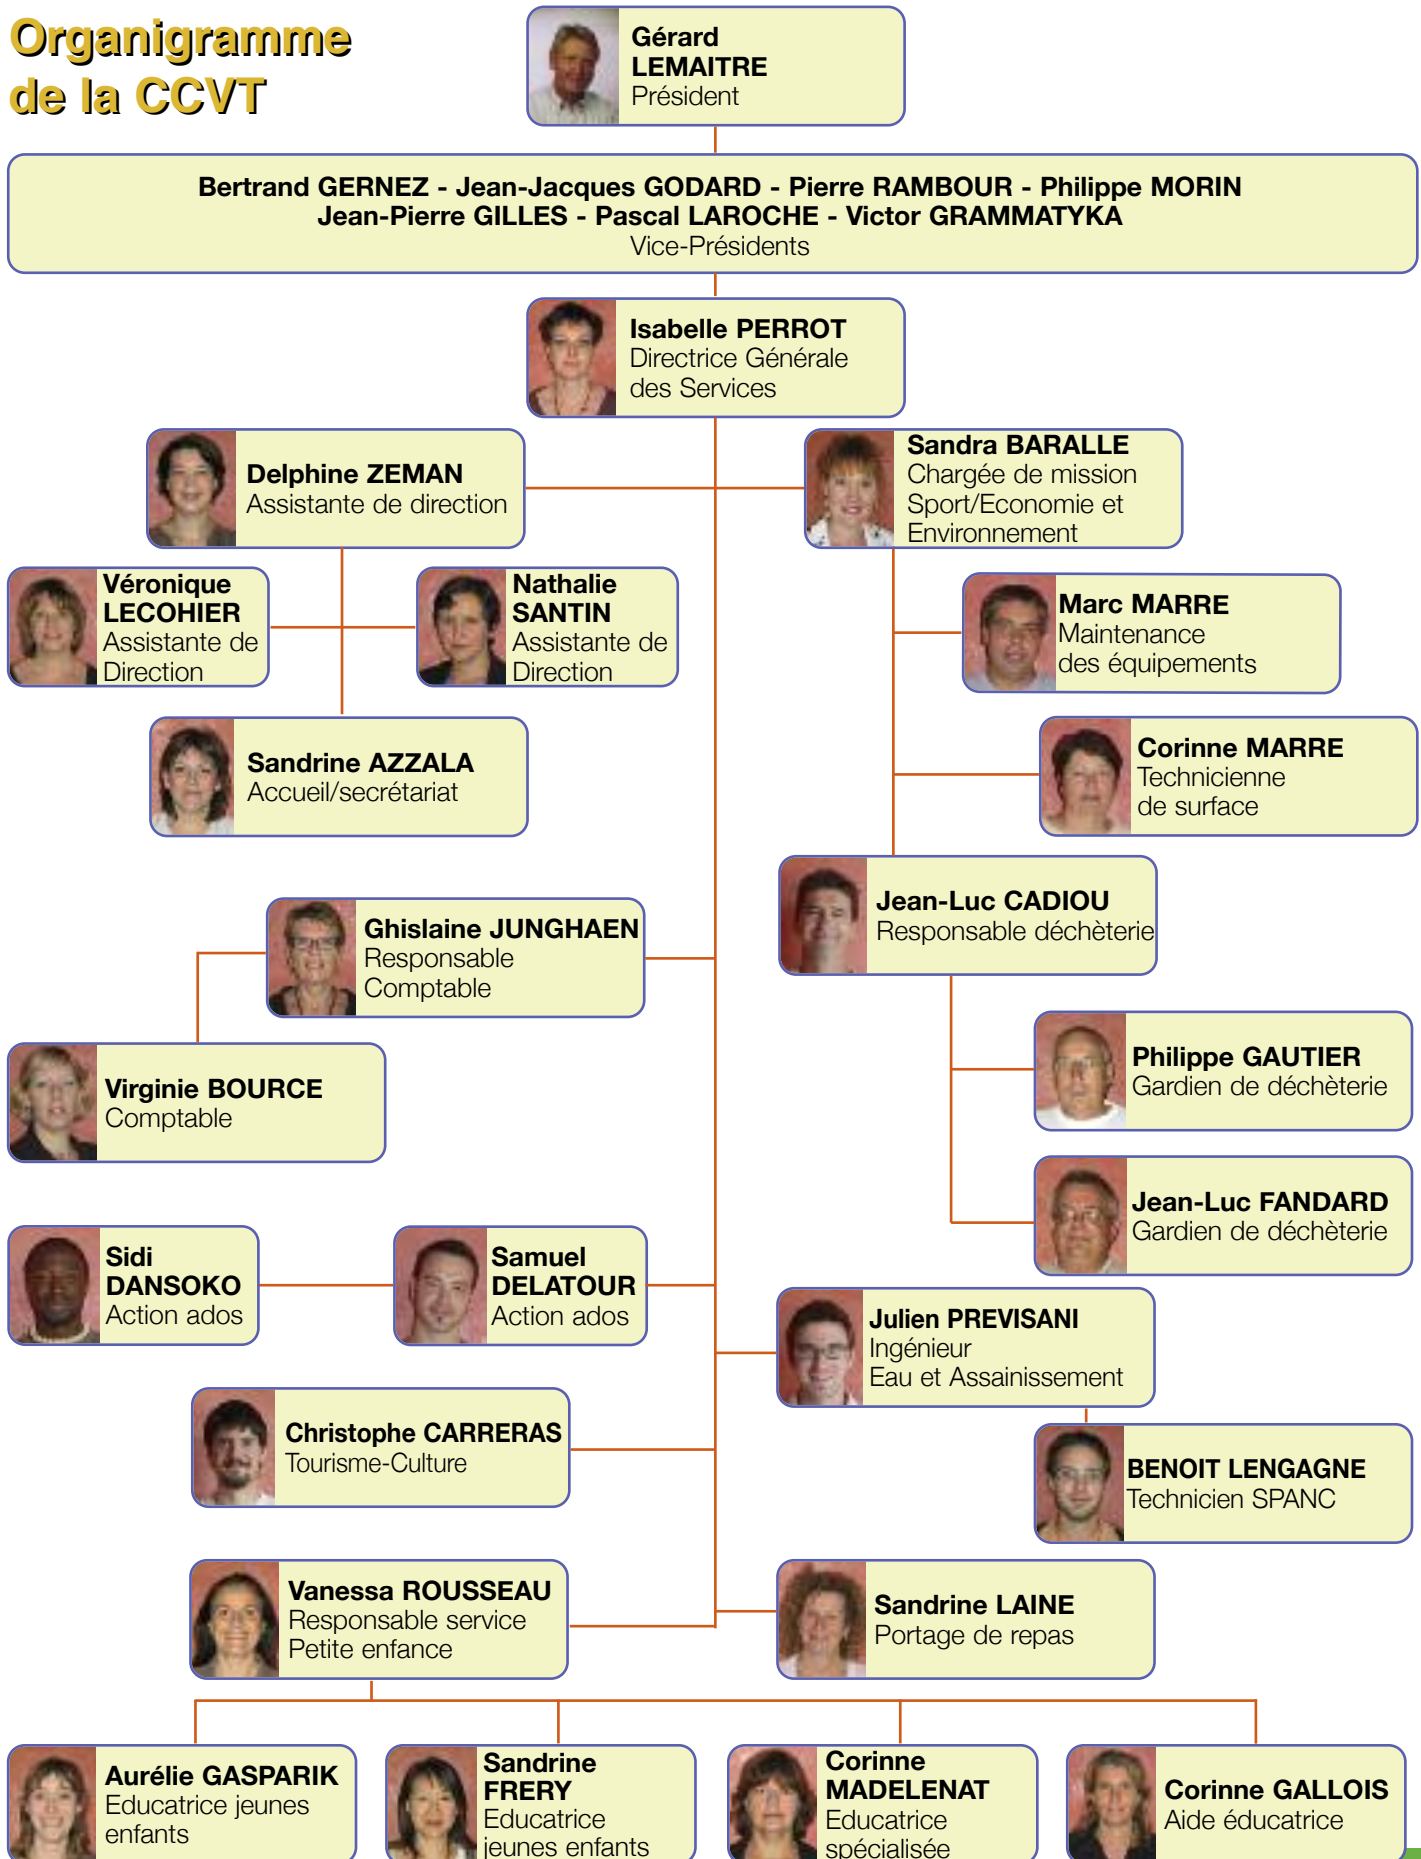 Organigramme
de la CCVT
Gérard
LEMAITRE
Président
Bertrand GERNEZ - Jean-Jacques GODARD - Pierre RAMBOUR - Philippe MORIN
Jean-Pierre GILLES - Pascal LAROCHE - Victor GRAMMATYKA
Vice-Présidents
Isabelle PERROT
Directrice Générale
des Services
Delphine ZEMAN
Assistante de direction
Sandra BARALLE
Chargée de mission
Sport/Economie et
Environnement
Véronique
LECOHIER
Assistante de
Direction
Nathalie
SANTIN
Assistante de
Direction
Marc MARRE
Maintenance
des équipements
Sandrine AZZALA
Accueil/secrétariat
Corinne MARRE
Technicienne
de surface
Jean-Luc CADIOU
Responsable déchèterie
Ghislaine JUNGHAEN
Responsable
Comptable
Virginie BOURCE
Comptable
Philippe GAUTIER
Gardien de déchèterie
Jean-Luc FANDARD
Gardien de déchèterie
Sidi
DANSOKO
Action ados
Samuel
DELATOUR
Action ados
Julien PREVISANI
Ingénieur
Eau et Assainissement
Christophe CARRERAS
Tourisme-Culture
BENOIT LENGAGNE
Technicien SPANC
Vanessa ROUSSEAU
Responsable service
Petite enfance
Sandrine LAINE
Portage de repas
Aurélie GASPARIK
Educatrice jeunes
enfants
Sandrine
FRERY
Educatrice
jeunes enfants
Corinne
MADELENAT
Educatrice
spécialisée
Corinne GALLOIS
Aide éducatrice